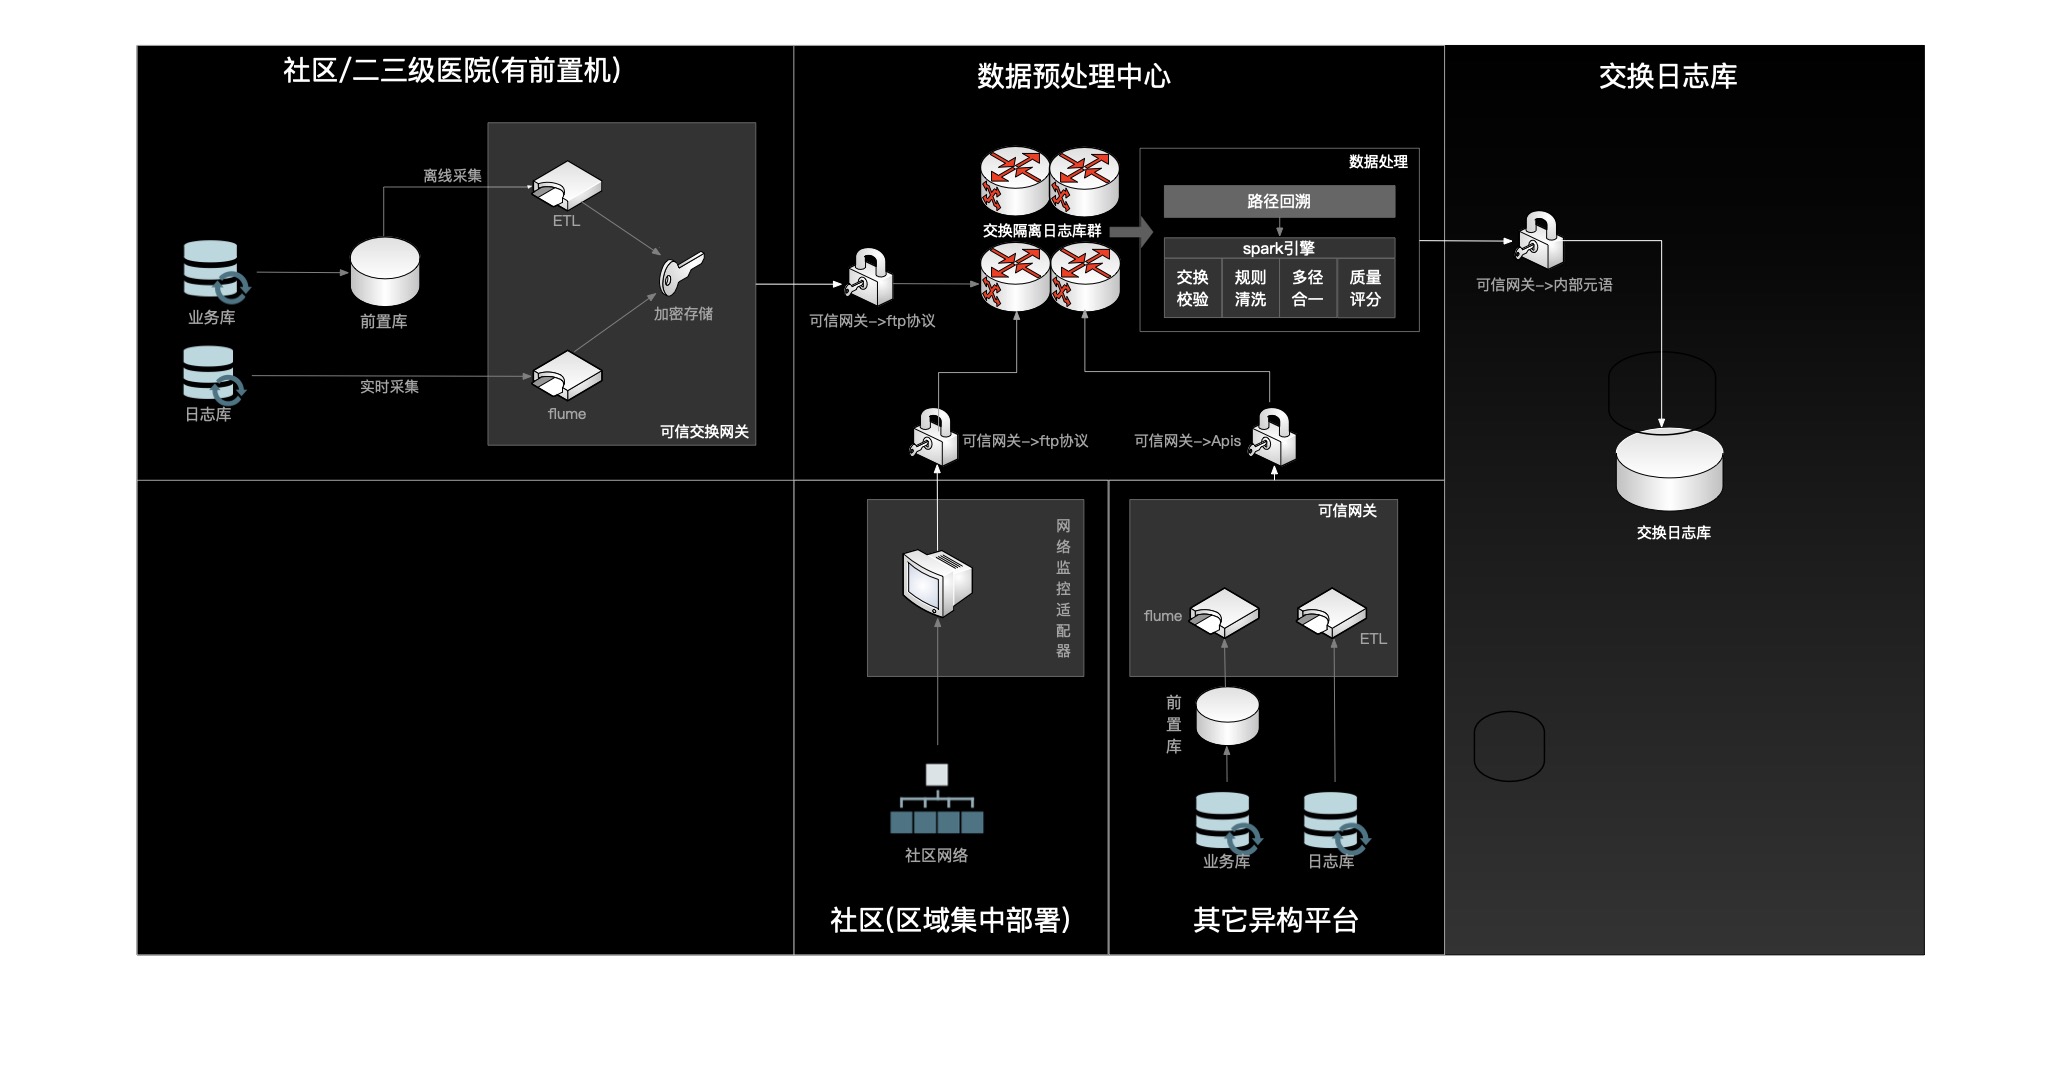 社区/二三级医院(有前置机)
离线采集
ETL
业务库
前置库
加密存储
实时采集
日志库
flume
可信交换网关
数据预处理中心
交换隔离日志库群
数据处理
路径回溯
spark引擎
交换
校验
规则
清洗
多径
合一
质量
评分
可信网关->ftp协议
可信网关->ftp协议
可信网关->Apis
网络监控适配器
社区网络
社区(区域集中部署)
可信网关
flume
ETL
前置库
业务库
日志库
其它异构平台
交换日志库
可信网关->内部元语
交换日志库